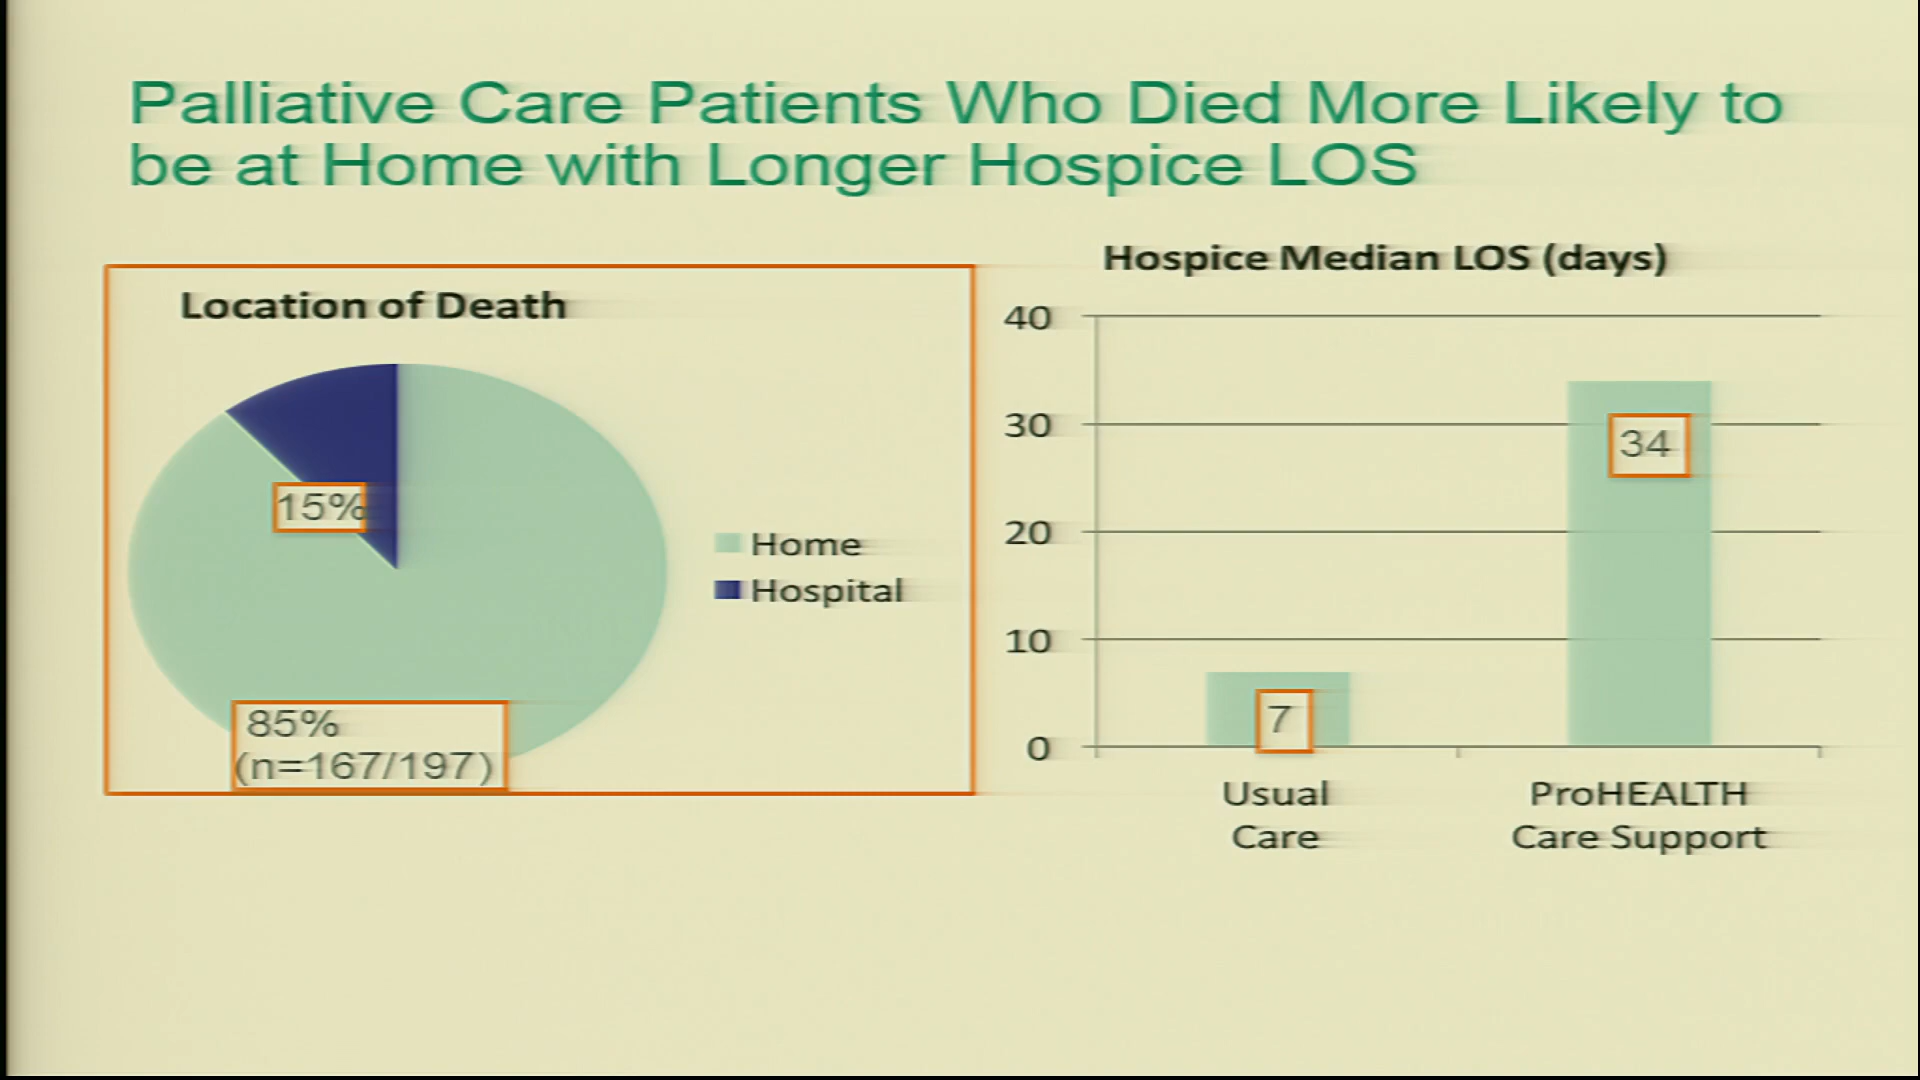 Palliative Care Patients Who Died More Likely to
be at Home with Longer Hospice LOS
Location of Death
15%
85%
(n=167/197)
Home
Hospital
Hospice Median LOS (days)
40
30
20
10
0
34
7
Usual
Care
ProHEALTH
Care Support